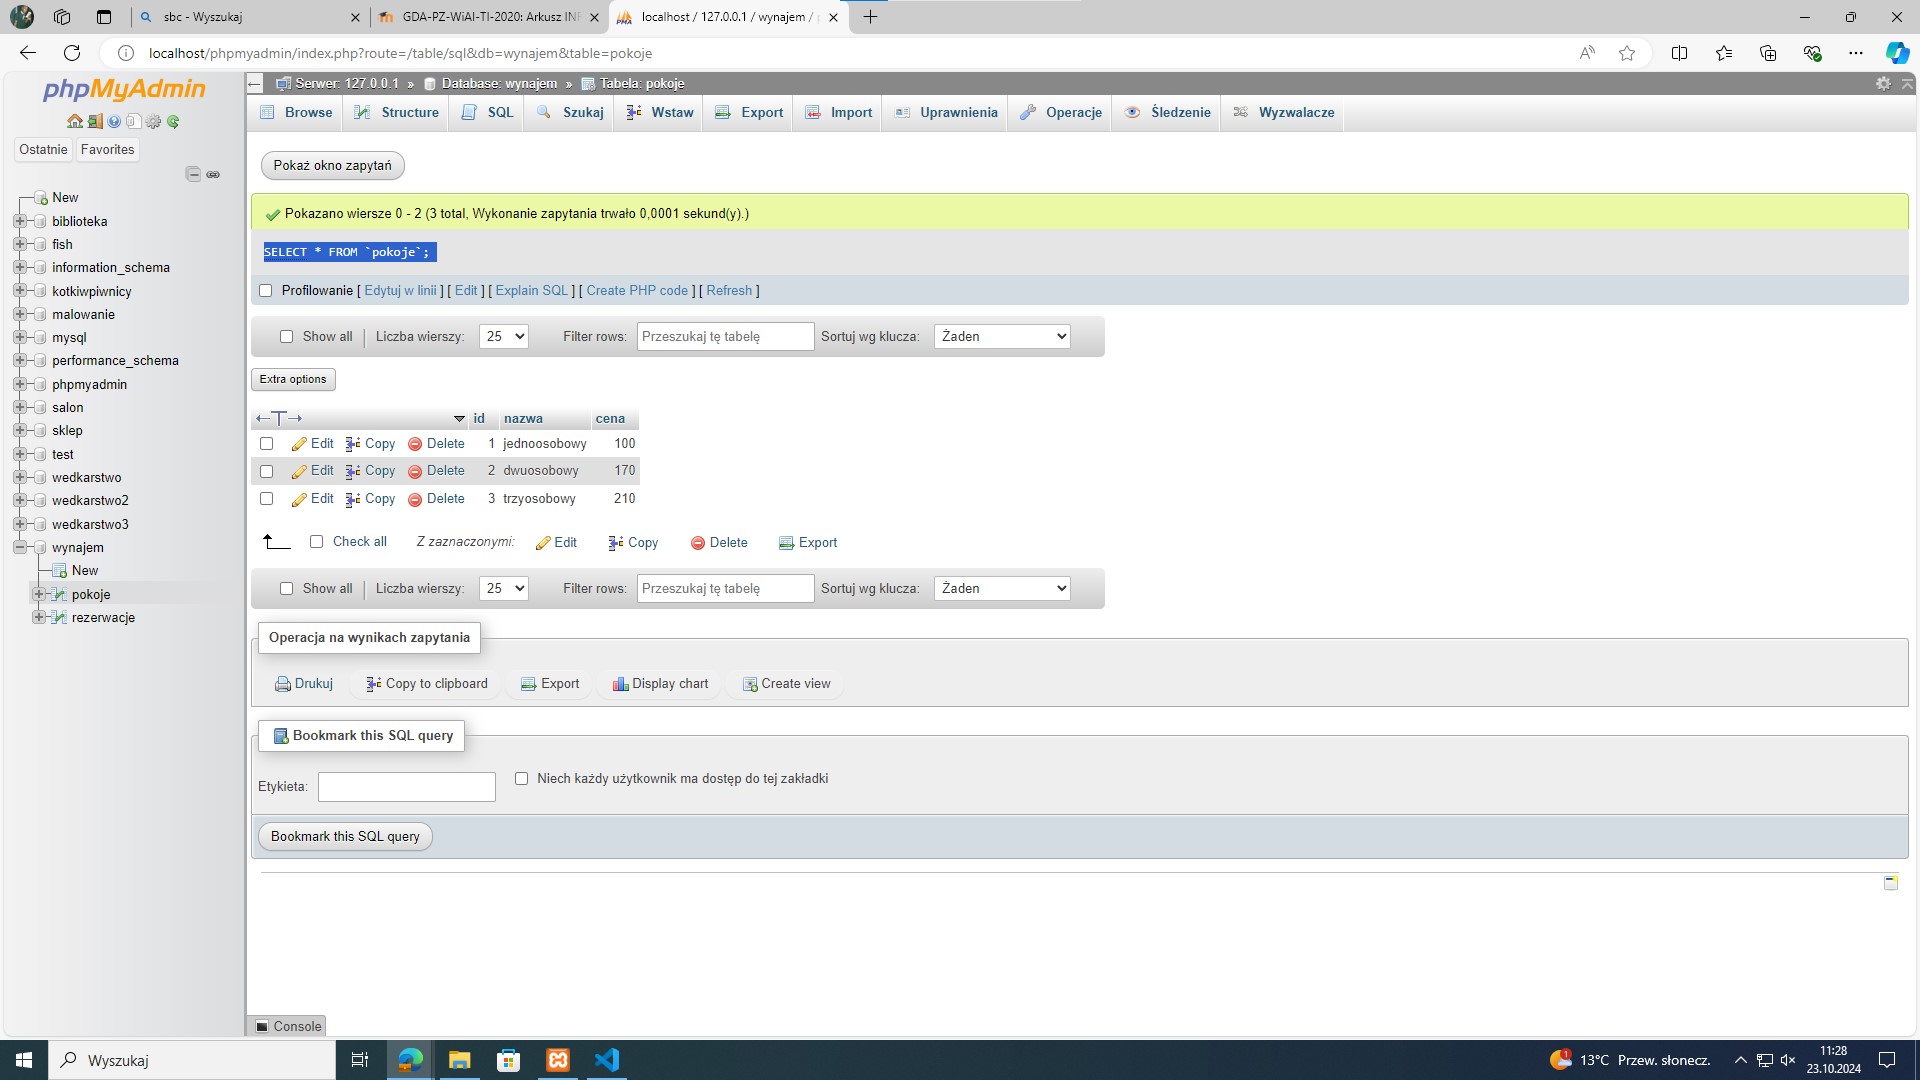 sbc - Wyszukaj
GDA-PZ-WiAI-TI-2020: Arkusz INF
localhost / 127.0.0.1 / wynajem / p
localhost/phpmyadmin/index.php?route=/table/sql&db=wynajem&table=pokoje
phpMyAdmin
Ostatnie Favorites
New
biblioteka
fish
information_schema
kotkiwpiwnicy
malowanie
mysql
performance_schema
phpmyadmin
salon
sklep
test
wedkarstwo
wedkarstwo2
wedkarstwo3
wynajem
New
pokoje
rezerwacje
Serwer: 127.0.0.1 » Database: wynajem » Tabela: pokoje
Browse Structure SQL Szukaj Wstaw Export Import Uprawnienia Operacje Śledzenie Wyzwalacze
Pokaż okno zapytań
Pokazano wiersze 0 - 2 (3 total, Wykonanie zapytania trwało 0,0001 sekund(y).)
SELECT * FROM `pokoje`;
Profilowanie [ Edytuj w linii ] [ Edit ] [ Explain SQL ] [ Create PHP code ] [ Refresh ]
Show all Liczba wierszy: 25 Filter rows: Przeszukaj tę tabelę Sortuj wg klucza: Żaden
Extra options
id nazwa cena
Edit Copy Delete 1 jednoosobowy 100
Edit Copy Delete 2 dwuosobowy 170
Edit Copy Delete 3 trzyosobowy 210
Check all Z zaznaczonymi: Edit Copy Delete Export
Show all Liczba wierszy: 25 Filter rows: Przeszukaj tę tabelę Sortuj wg klucza: Żaden
Operacja na wynikach zapytania
Drukuj Copy to clipboard Export Display chart Create view
Bookmark this SQL query
Etykieta: Niech każdy użytkownik ma dostęp do tej zakładki
Bookmark this SQL query
Console
Wyszukaj
1 13°C Przew. słonecz.
11:28
23.10.2024